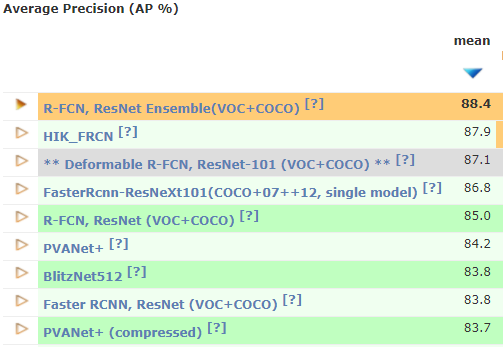 Average Precision (AP %)
mean
R-FCN, ResNet Ensemble(VOC+COCO) [?] 88.4
HIK_FRCN [?] 87.9
** Deformable R-FCN, ResNet-101 (VOC+COCO) ** [?] 87.1
FasterRcnn-ResNeXt101(COCO+07++12, single model) [?] 86.8
R-FCN, ResNet (VOC+COCO) [?] 85.0
PVANet+ [?] 84.2
BlitzNet512 [?] 83.8
Faster RCNN, ResNet (VOC+COCO) [?] 83.8
PVANet+ (compressed) [?] 83.7